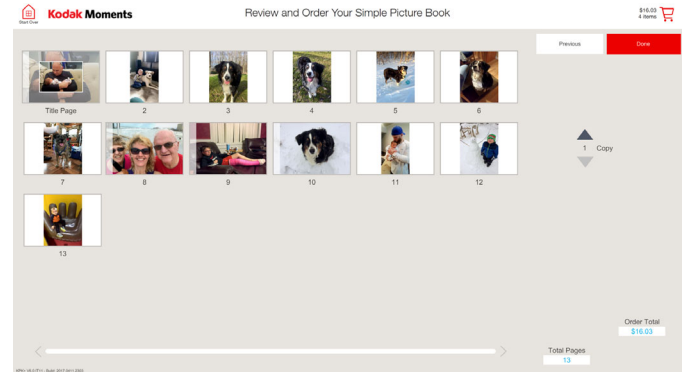 Start Over
Kodak Moments
Review and Order Your Simple Picture Book
$16.03
4 items
Previous
Done
Title Page
2
3
4
5
6
1 Copy
7
8
9
10
11
12
13
Order Total
$16.03
Total Pages
13